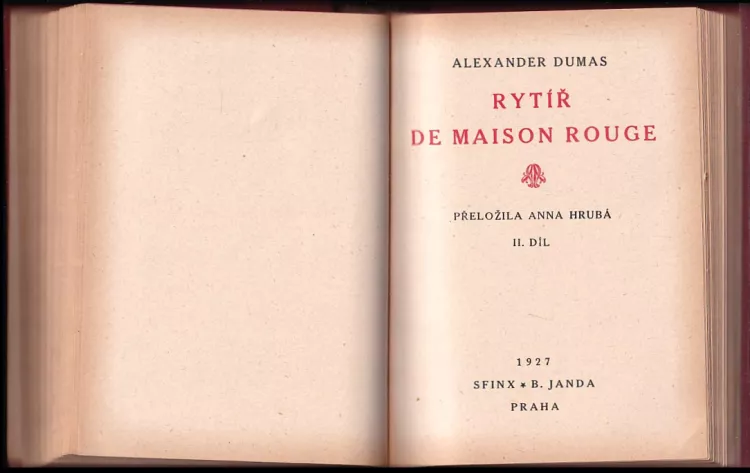 ALEXANDER DUMAS
RYTÍŘ
DE MAISON ROUGE
PŘELOŽILA ANNA HRUBÁ
II. DÍL
1927
SFINX ★ B. JANDA
PRAHA